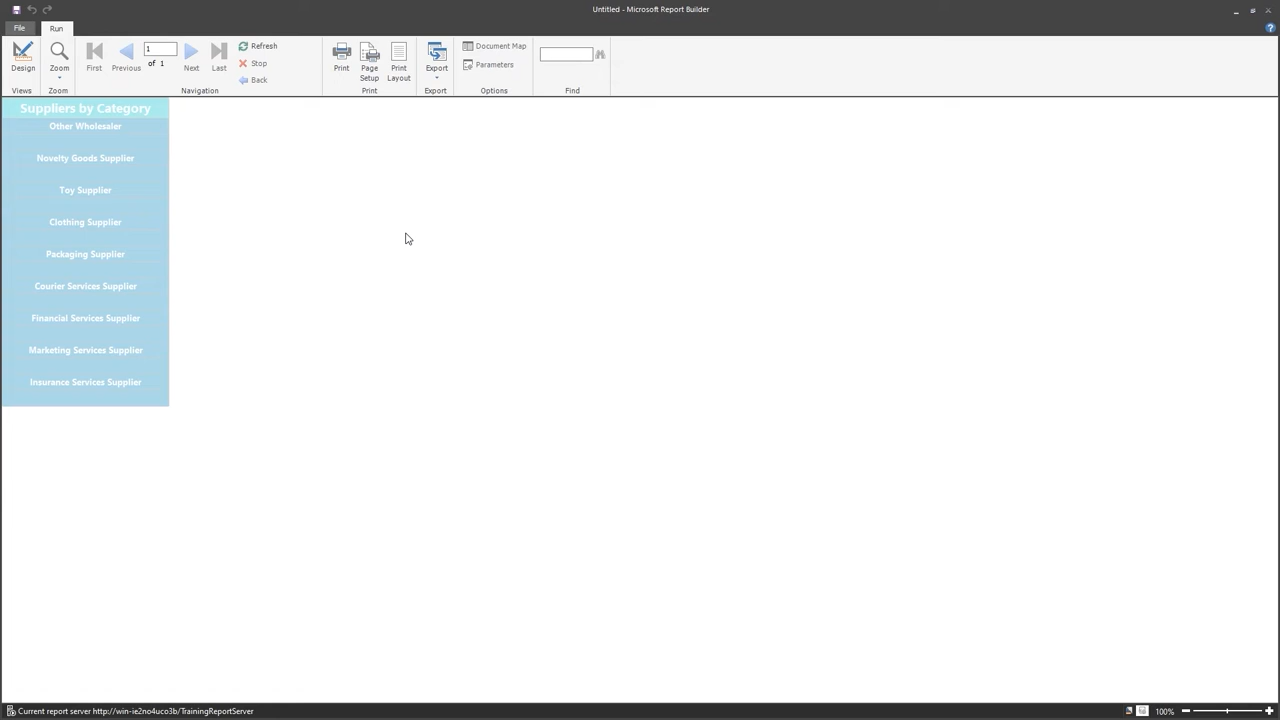 Untitled - Microsoft Report Builder
File Run
Design
Zoom
First
Previous
1
of 1
Next
Last
Refresh
Stop
Back
Print
Page Setup
Print Layout
Export
Document Map
Parameters
Views
Zoom
Navigation
Print
Export
Options
Find
Suppliers by Category
Other Wholesaler
Novelty Goods Supplier
Toy Supplier
Clothing Supplier
Packaging Supplier
Courier Services Supplier
Financial Services Supplier
Marketing Services Supplier
Insurance Services Supplier
Current report server http://win-ie2no4uco3b/TrainingReportServer
100%